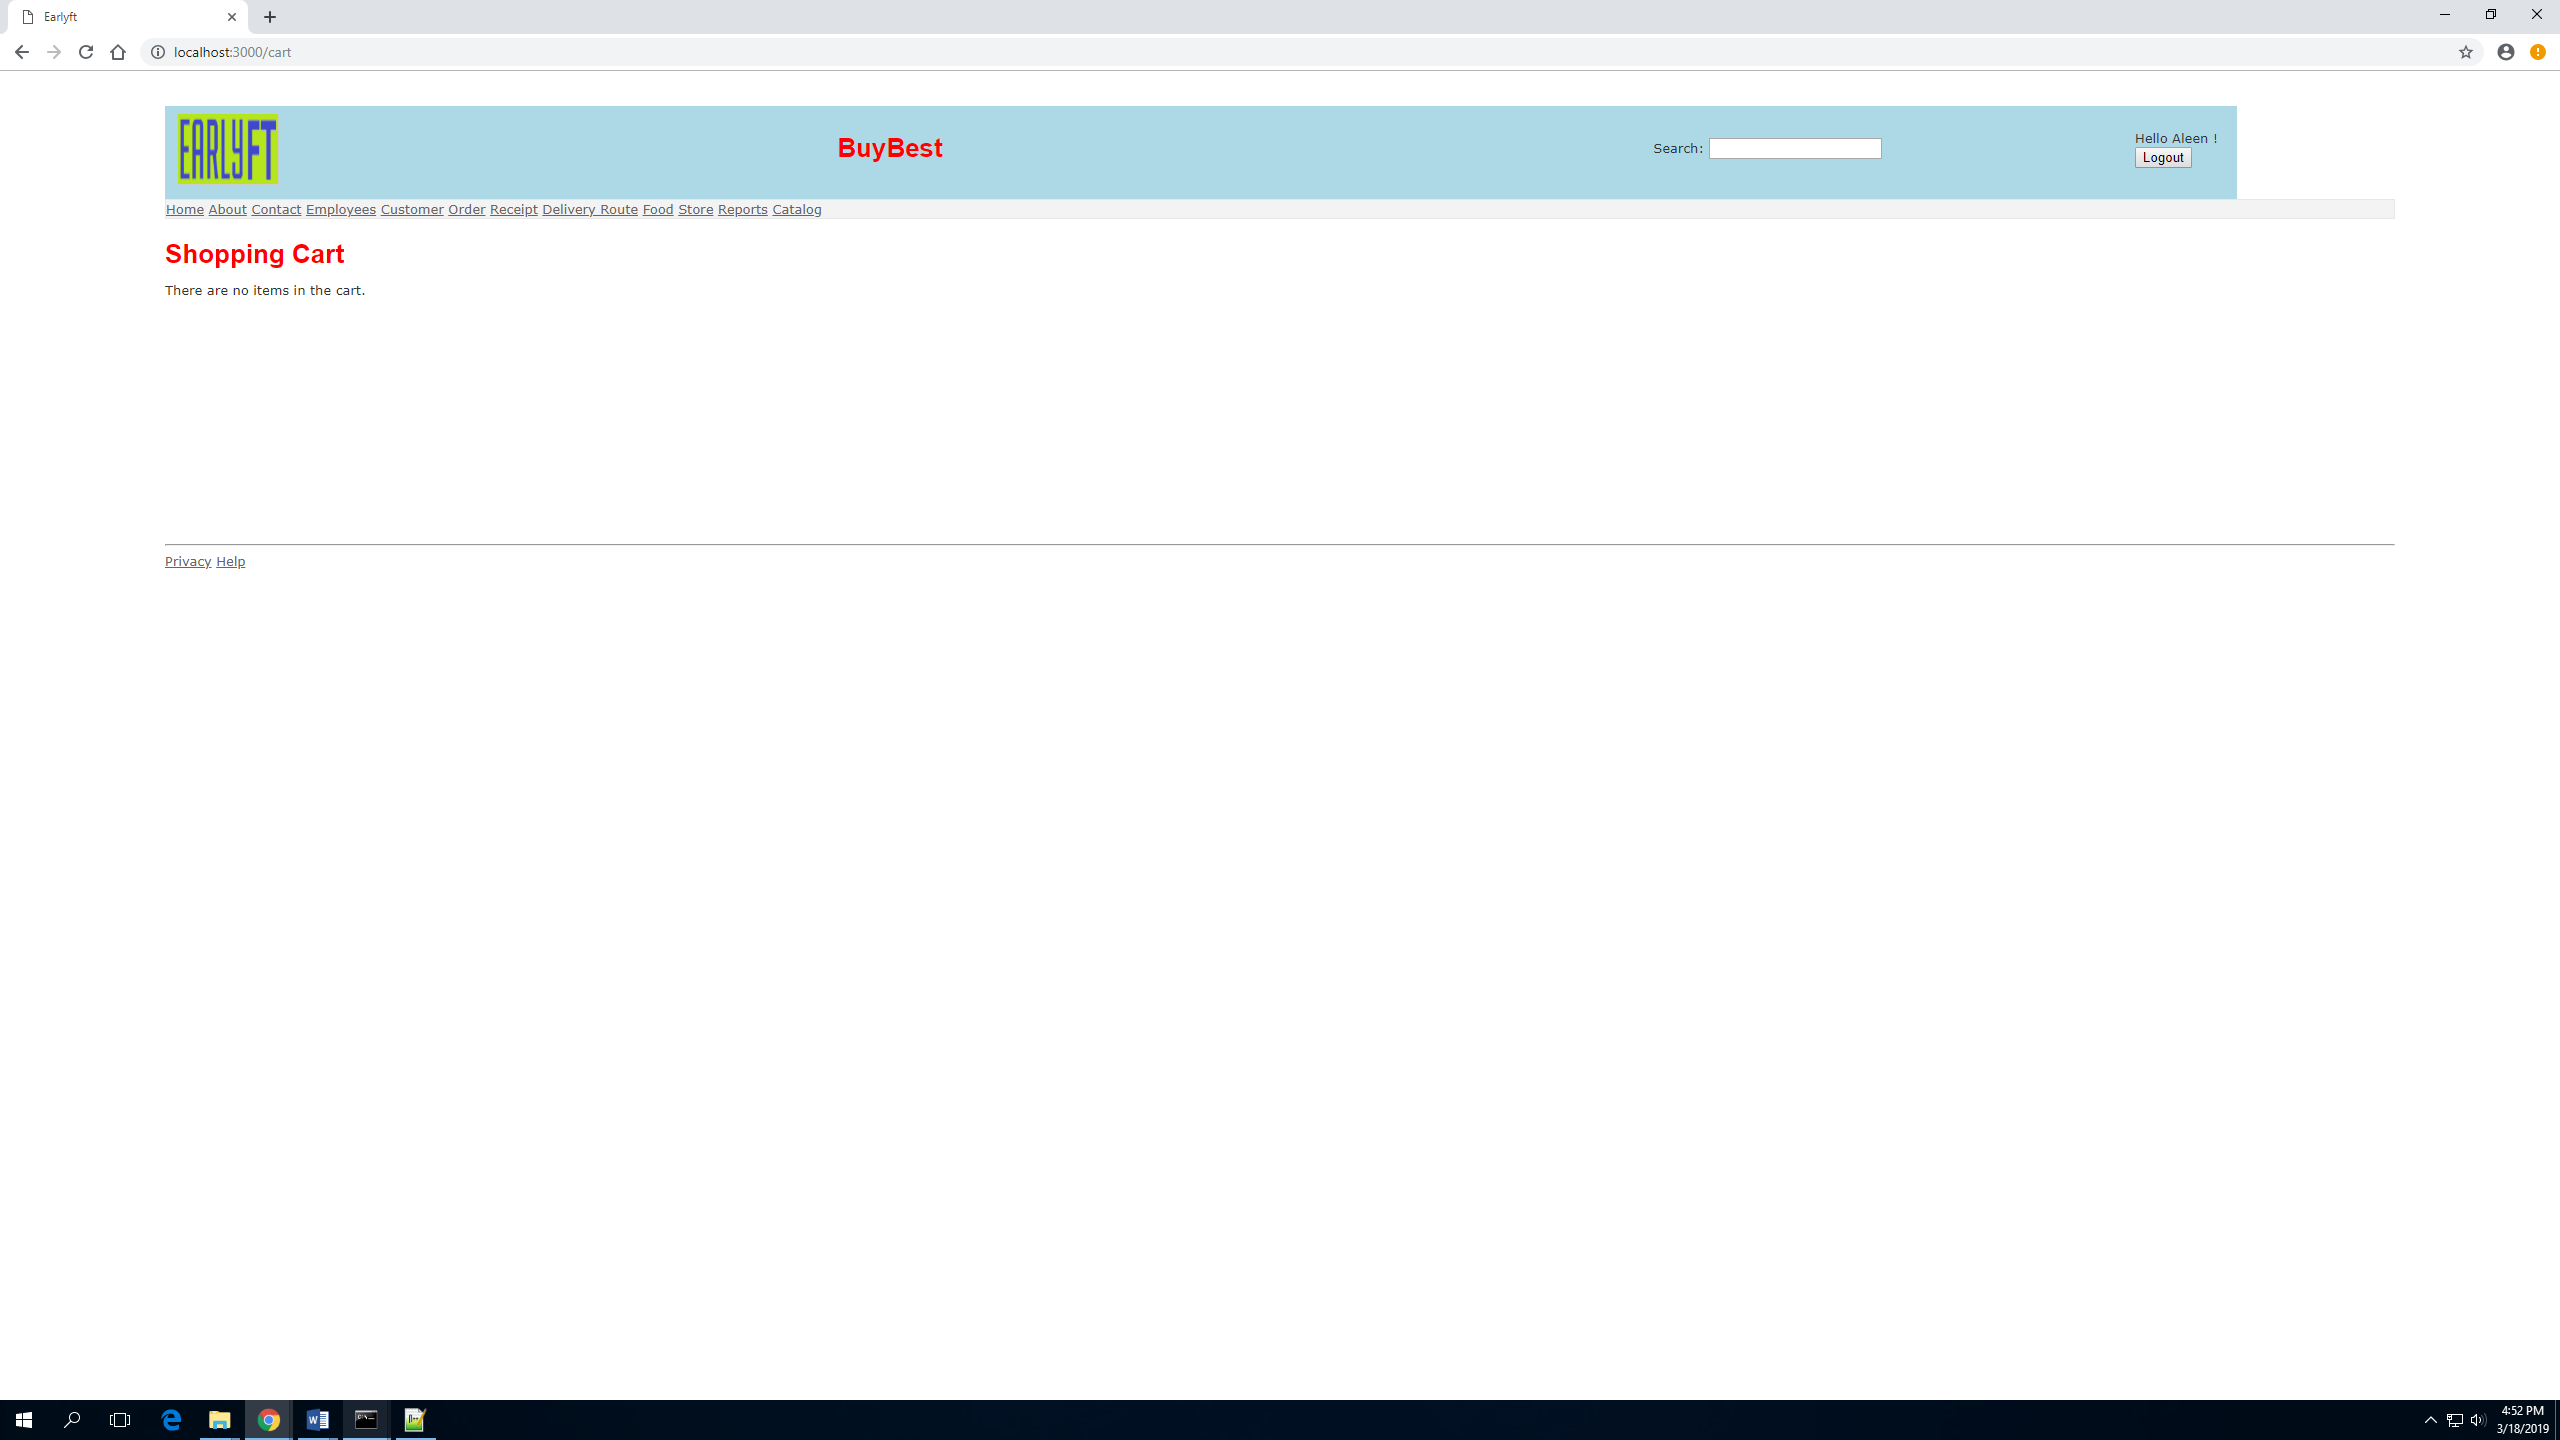 Earlyft
localhost:3000/cart
EARLYFT
BuyBest
Search:
Hello Aleen !
Logout
Home About Contact Employees Customer Order Receipt Delivery Route Food Store Reports Catalog
Shopping Cart
There are no items in the cart.
Privacy Help
4:52 PM
3/18/2019